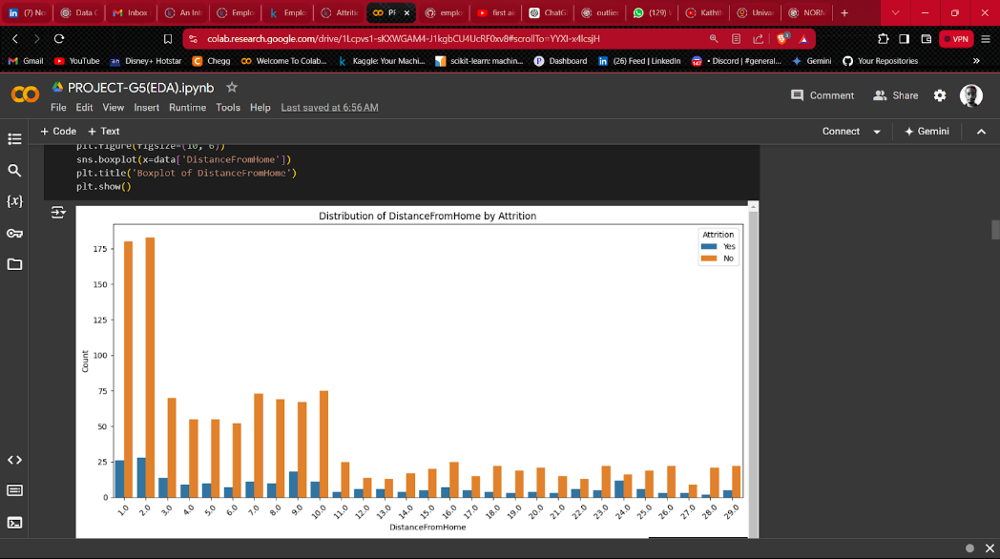 (7) No
Data C
Inbox
An Int
Emplo
Emplo
Attritic
PF
emplo
first ai
ChatG
outlier
(129) V
Kathth
Univar
NORM
colab.research.google.com/drive/1Lcpvs1-sKXWGAM4-J1kgbCU4UcRF0xv8#scrollTo=YYXI-x4lcsjH
VPN
Gmail
YouTube
Disney+ Hotstar
Chegg
Welcome To Colab...
Kaggle: Your Machi...
scikit-learn: machin...
Dashboard
(26) Feed | LinkedIn
• Discord | #general...
Gemini
Your Repositories
PROJECT-G5(EDA).ipynb
Comment
Share
File Edit View Insert Runtime Tools Help Last saved at 6:56 AM
+ Code + Text
Connect
Gemini
plt.figure(figsize=(10, 6))
sns.boxplot(x=data['DistanceFromHome'])
plt.title('Boxplot of DistanceFromHome')
plt.show()
Distribution of DistanceFromHome by Attrition
Attrition
Yes
No
175
150
125
100
75
50
25
0
Count
1.0 2.0 3.0 4.0 5.0 6.0 7.0 8.0 9.0 10.0 11.0 12.0 13.0 14.0 15.0 16.0 17.0 18.0 19.0 20.0 21.0 22.0 23.0 24.0 25.0 26.0 27.0 28.0 29.0
DistanceFromHome